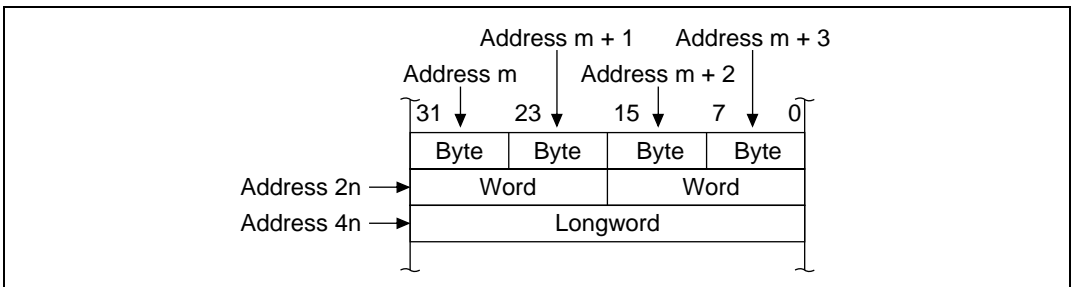 Address m + 1 Address m + 3
Address m Address m + 2
31 23 15 7 0
Byte Byte Byte Byte
Address 2n Word Word
Address 4n Longword